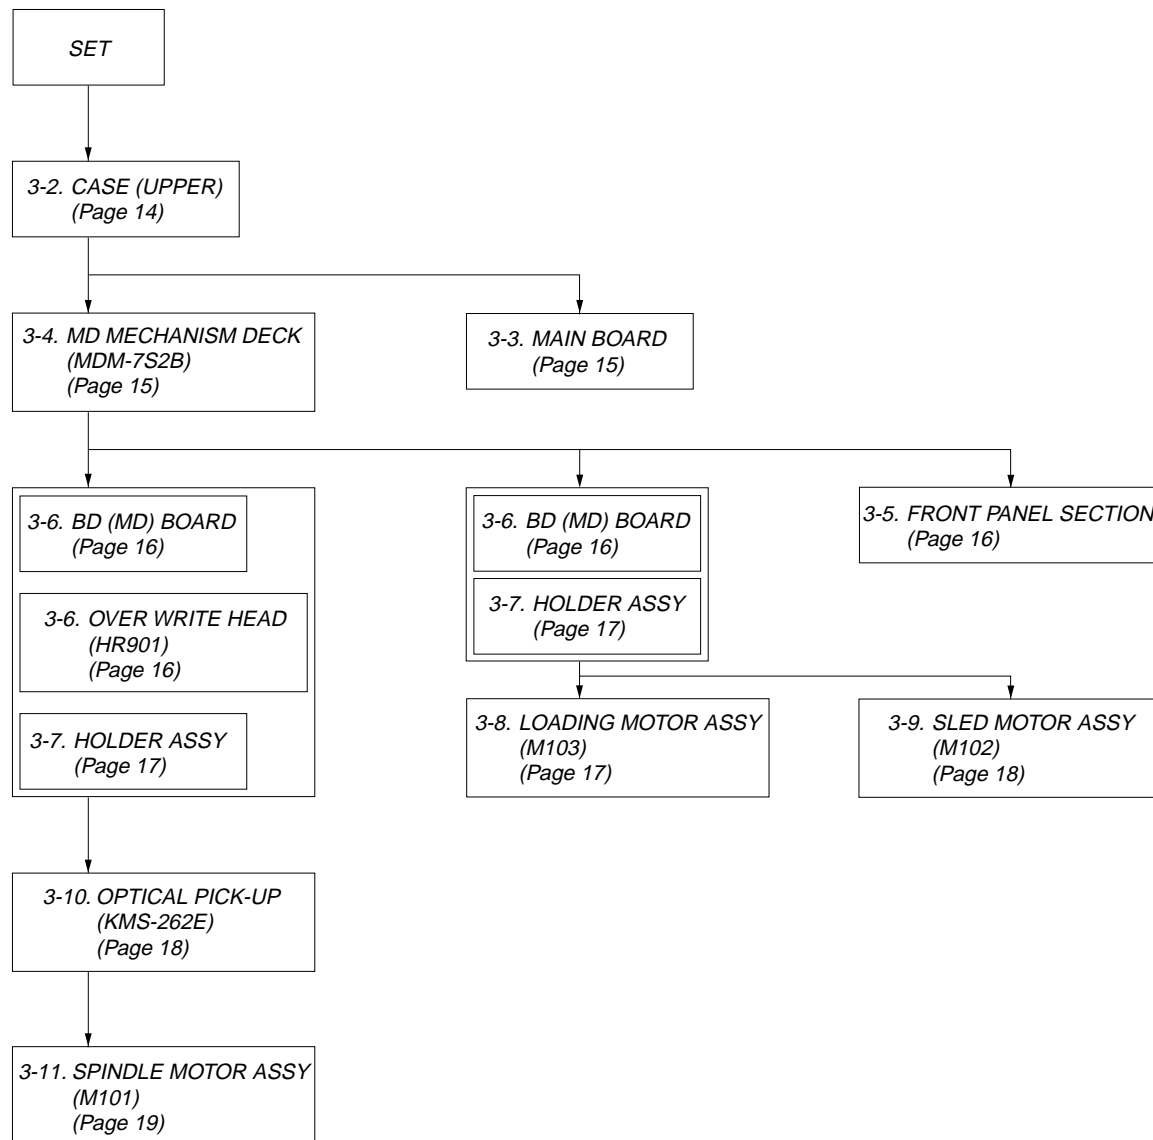 SET
3-2. CASE (UPPER)
(Page 14)
3-4. MD MECHANISM DECK
(MDM-7S2B)
(Page 15)
3-3. MAIN BOARD
(Page 15)
3-6. BD (MD) BOARD
(Page 16)
3-6. OVER WRITE HEAD
(HR901)
(Page 16)
3-7. HOLDER ASSY
(Page 17)
3-6. BD (MD) BOARD
(Page 16)
3-7. HOLDER ASSY
(Page 17)
3-5. FRONT PANEL SECTION
(Page 16)
3-8. LOADING MOTOR ASSY
(M103)
(Page 17)
3-9. SLED MOTOR ASSY
(M102)
(Page 18)
3-10. OPTICAL PICK-UP
(KMS-262E)
(Page 18)
3-11. SPINDLE MOTOR ASSY
(M101)
(Page 19)